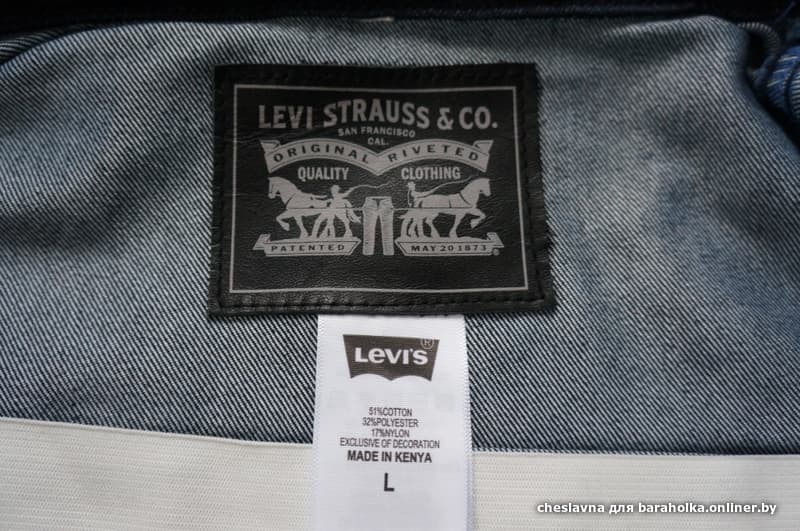 LEVI STRAUSS & CO.
SAN FRANCISCO
CAL.
ORIGINAL RIVETED
QUALITY CLOTHING
PATENTED MAY 20 1873
®
LEVI'S ®
51%COTTON
32%POLYESTER
17%NYLON
EXCLUSIVE OF DECORATION
MADE IN KENYA
L
cheslavna для baraholka.onliner.by